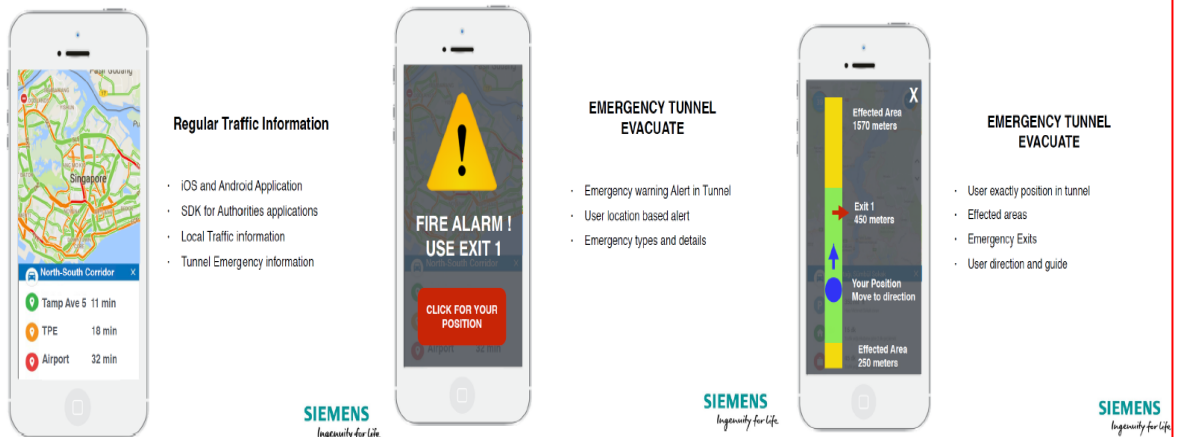 Singapore
North-South Corridor X
Tamp Ave 5 11 min
TPE 18 min
Airport 32 min
Regular Traffic Information
· iOS and Android Application
· SDK for Authorities applications
· Local Traffic information
· Tunnel Emergency information
SIEMENS
Ingenuity for Life
!
FIRE ALARM !
USE EXIT 1
North-South Corridor
CLICK FOR YOUR
POSITION
Airport 32 min
EMERGENCY TUNNEL
EVACUATE
· Emergency warning Alert in Tunnel
· User location based alert
· Emergency types and details
SIEMENS
Ingenuity for life
X
Effected Area
1570 meters
Exit 1
450 meters
Your Position
Move to direction
Effected Area
250 meters
EMERGENCY TUNNEL
EVACUATE
· User exactly position in tunnel
· Effected areas
· Emergency Exits
· User direction and guide
SIEMENS
Ingenuity for life